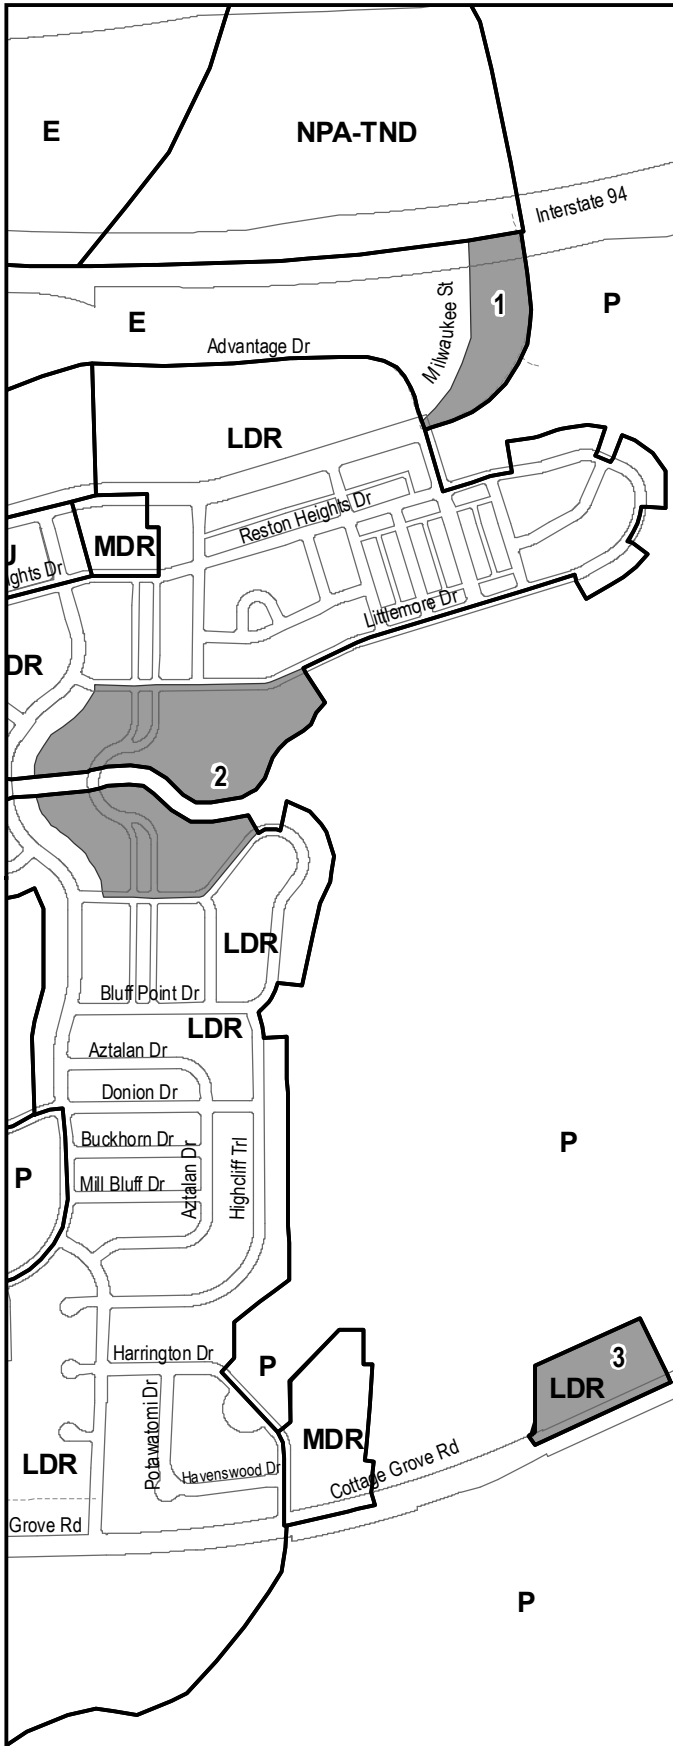 E
NPA-TND
Interstate 94
1
P
E
Milwaukee St
Advantage Dr
LDR
Reston Heights Dr
MDR
ghts Dr
Littlemore Dr
DR
2
LDR
Bluff Point Dr
LDR
Aztalan Dr
Donion Dr
Buckhorn Dr
P
Aztalan Dr
Highcliff Trl
P
Mill Bluff Dr
Harrington Dr
P
3
LDR
Potawatomi Dr
MDR
LDR
Havenswood Dr
Cottage Grove Rd
Grove Rd
P